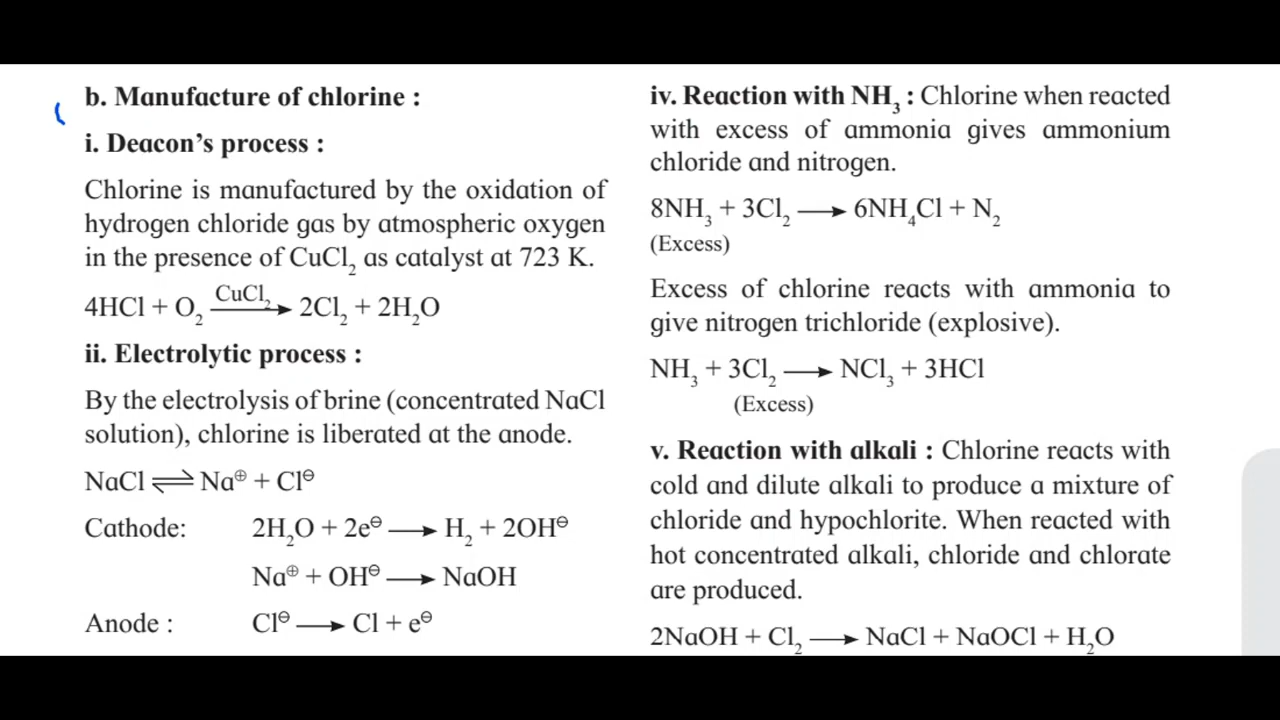 b. Manufacture of chlorine :
i. Deacon’s process :
Chlorine is manufactured by the oxidation of
hydrogen chloride gas by atmospheric oxygen
in the presence of CuCl₂ as catalyst at 723 K.
4HCl + O₂ —CuCl₂→ 2Cl₂ + 2H₂O
ii. Electrolytic process :
By the electrolysis of brine (concentrated NaCl
solution), chlorine is liberated at the anode.
NaCl ⇌ Na⊕ + Cl⊖
Cathode: 2H₂O + 2e⊖ ⟶ H₂ + 2OH⊖
Na⊕ + OH⊖ ⟶ NaOH
Anode : Cl⊖ ⟶ Cl + e⊖
iv. Reaction with NH₃ : Chlorine when reacted
with excess of ammonia gives ammonium
chloride and nitrogen.
8NH₃ + 3Cl₂ ⟶ 6NH₄Cl + N₂
(Excess)
Excess of chlorine reacts with ammonia to
give nitrogen trichloride (explosive).
NH₃ + 3Cl₂ ⟶ NCl₃ + 3HCl
(Excess)
v. Reaction with alkali : Chlorine reacts with
cold and dilute alkali to produce a mixture of
chloride and hypochlorite. When reacted with
hot concentrated alkali, chloride and chlorate
are produced.
2NaOH + Cl₂ ⟶ NaCl + NaOCl + H₂O